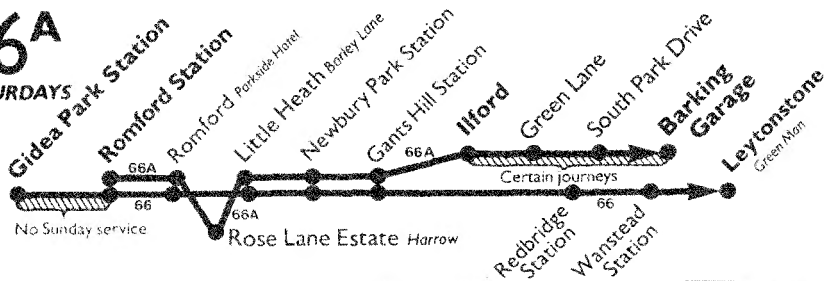 6A
URDAYS
Gidea Park Station
Romford Station
Romford Parkside Hotel
Little Heath Barley Lane
Newbury Park Station
Gants Hill Station
Ilford
Green Lane
South Park Drive
Barking
Garage
Leytonstone
Green Man
66A
66A
Certain journeys
66
66A
66
No Sunday service
Rose Lane Estate Harrow
Redbridge
Station
Wanstead
Station